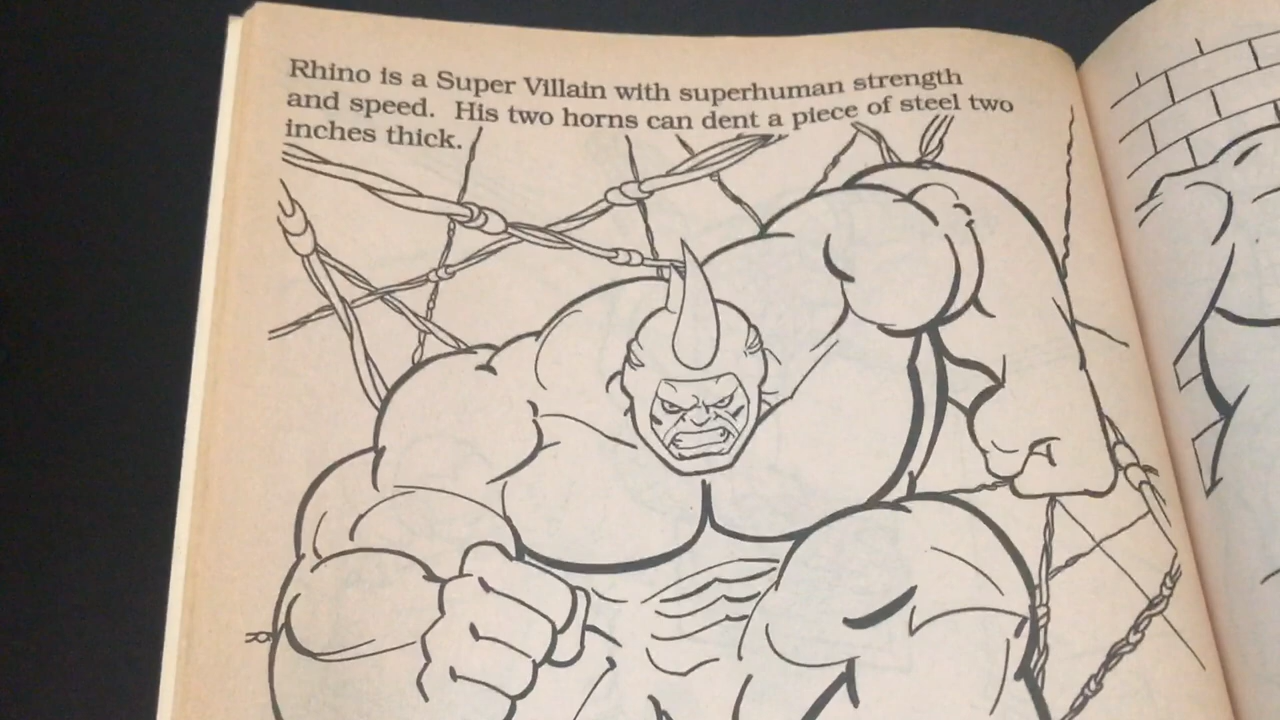 Rhino is a Super Villain with superhuman strength
and speed. His two horns can dent a piece of steel two
inches thick.